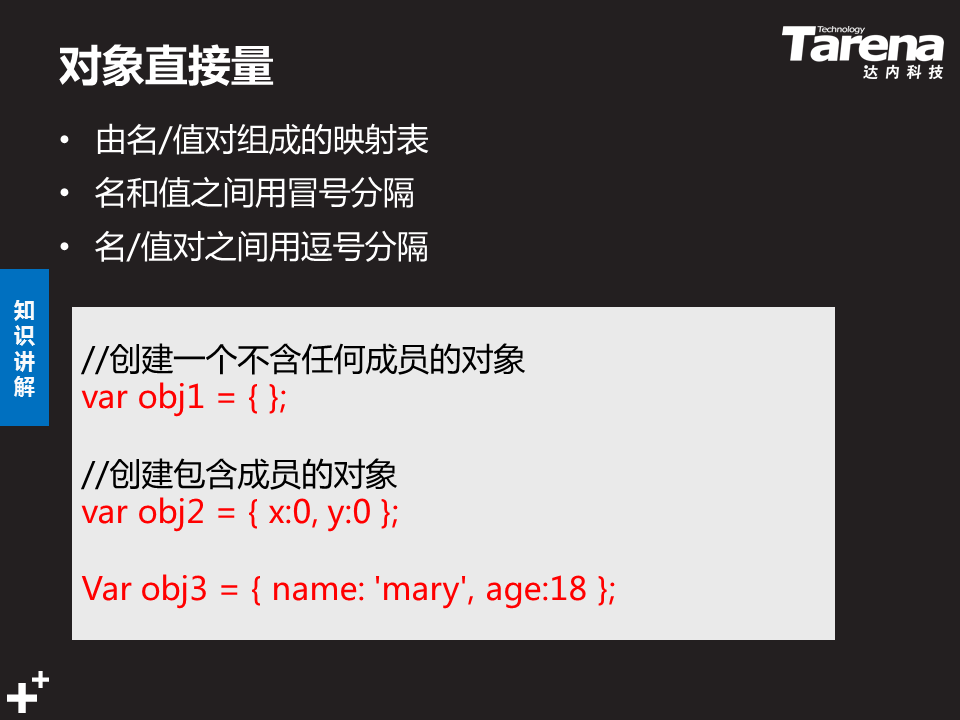 对象直接量
Technology
Tarena
达内科技
• 由名/值对组成的映射表
• 名和值之间用冒号分隔
• 名/值对之间用逗号分隔
知
识
讲
解
//创建一个不含任何成员的对象
var obj1 = { };
//创建包含成员的对象
var obj2 = { x:0, y:0 };
Var obj3 = { name: 'mary', age:18 };